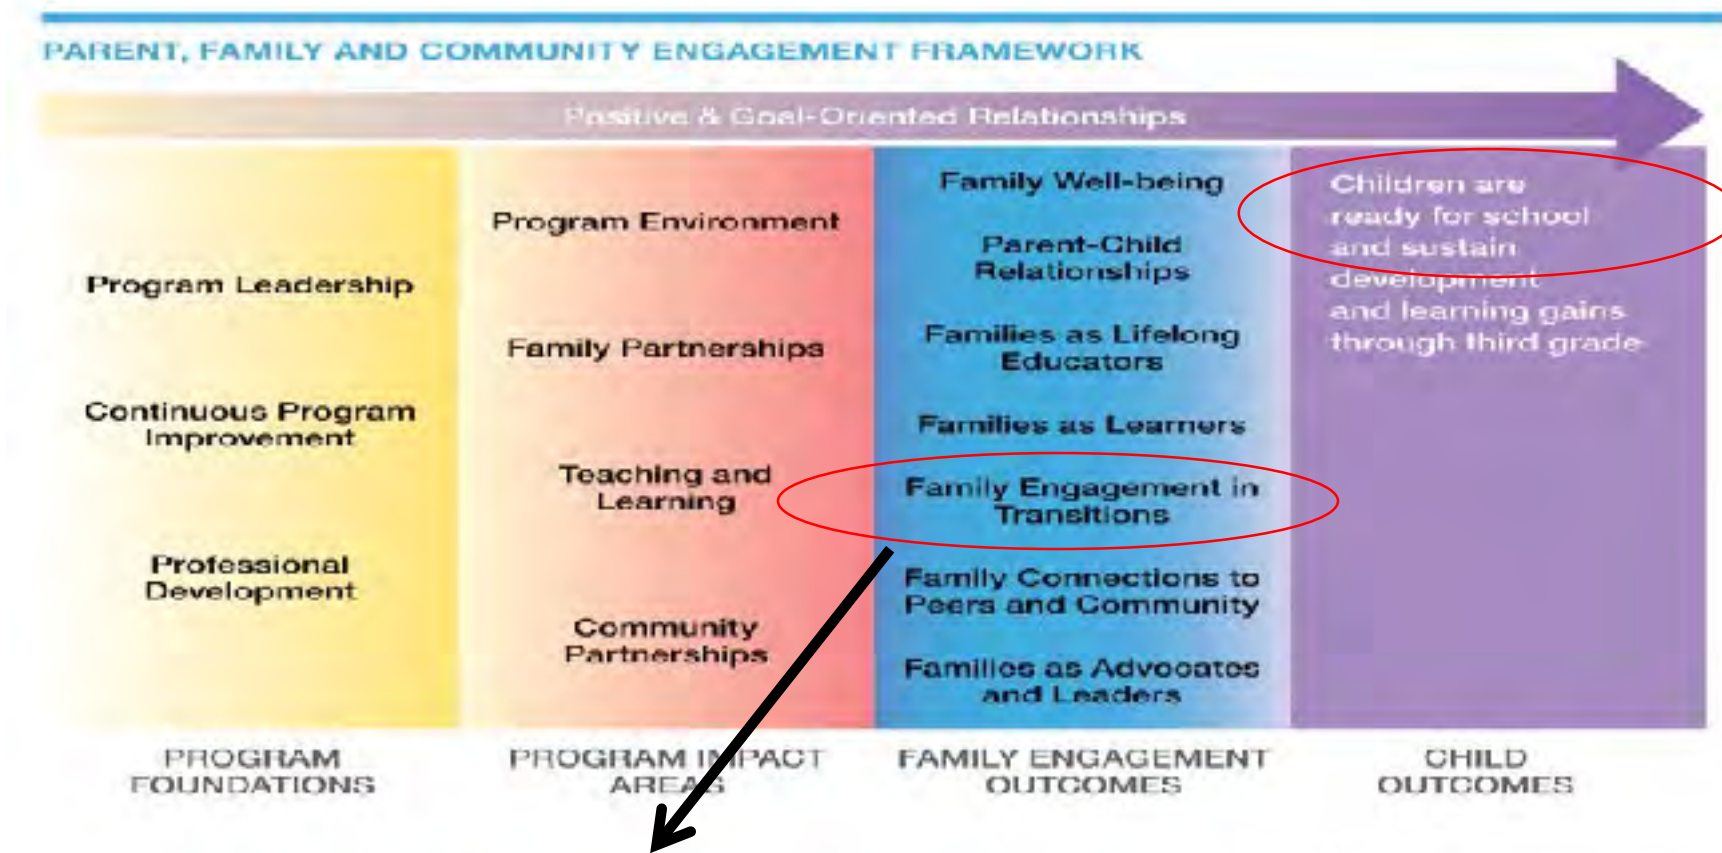 PARENT, FAMILY AND COMMUNITY ENGAGEMENT FRAMEWORK
Positive & Goal-Oriented Relationships
Program Leadership
Continuous Program
Improvement
Professional
Development
PROGRAM
FOUNDATIONS
Program Environment
Family Partnerships
Teaching and
Learning
Community
Partnerships
PROGRAM IMPACT
AREAS
Family Well-being
Parent-Child
Relationships
Families as Lifelong
Educators
Families as Learners
Family Engagement in
Transitions
Family Connections to
Peers and Community
Families as Advocates
and Leaders
FAMILY ENGAGEMENT
OUTCOMES
Children are
ready for school
and sustain
development
and learning gains
through third grade
CHILD
OUTCOMES